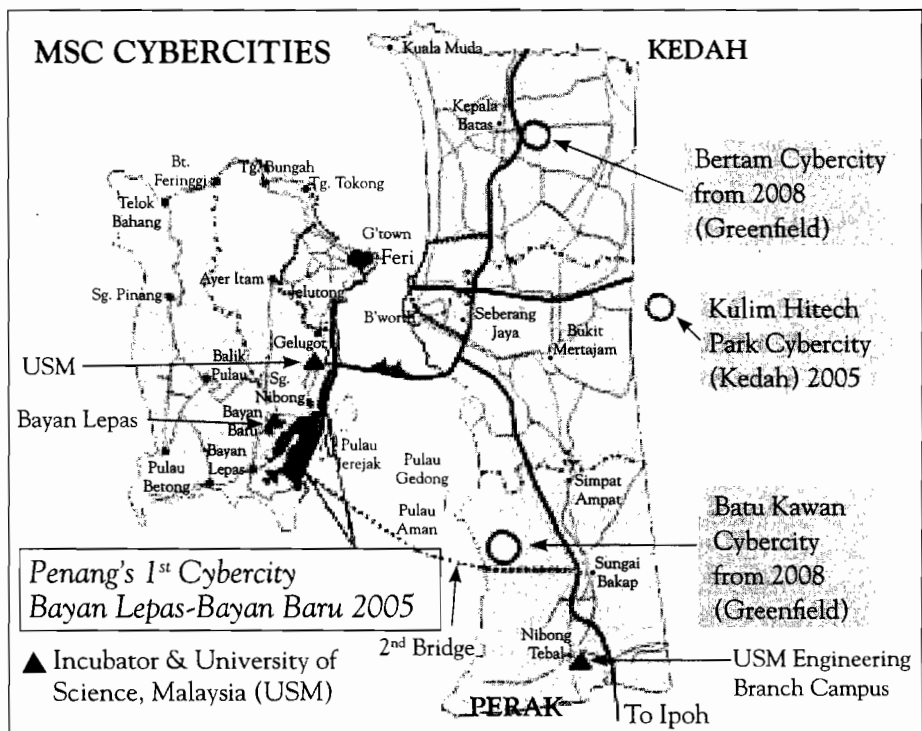 MSC CYBERCITIES
KEDAH
Kuala Muda
Kepala
Batas
Bertam Cybercity
from 2008
(Greenfield)
Bt.
Feringgi
Tg. Bungah
Tg. Tokong
Telok
Bahang
G'town
Feri
Ayer Itam
Jelutong
Sg. Pinang
B'worth
Seberang
Jaya
Bukit
Mertajam
Kulim Hitech
Park Cybercity
(Kedah) 2005
Gelugor
USM
Balik
Pulau
Sg.
Nibong
Bayan Lepas
Bayan
Baru
Bayan
Lepas
Pulau
Betong
Pulau
Jerejak
Pulau
Gedong
Pulau
Aman
Simpat
Ampat
Batu Kawan
Cybercity
from 2008
(Greenfield)
Sungai
Bakap
Penang's 1st Cybercity
Bayan Lepas-Bayan Baru 2005
2nd Bridge
Nibong
Tebal
USM Engineering
Branch Campus
Incubator & University of
Science, Malaysia (USM)
PERAK
To Ipoh